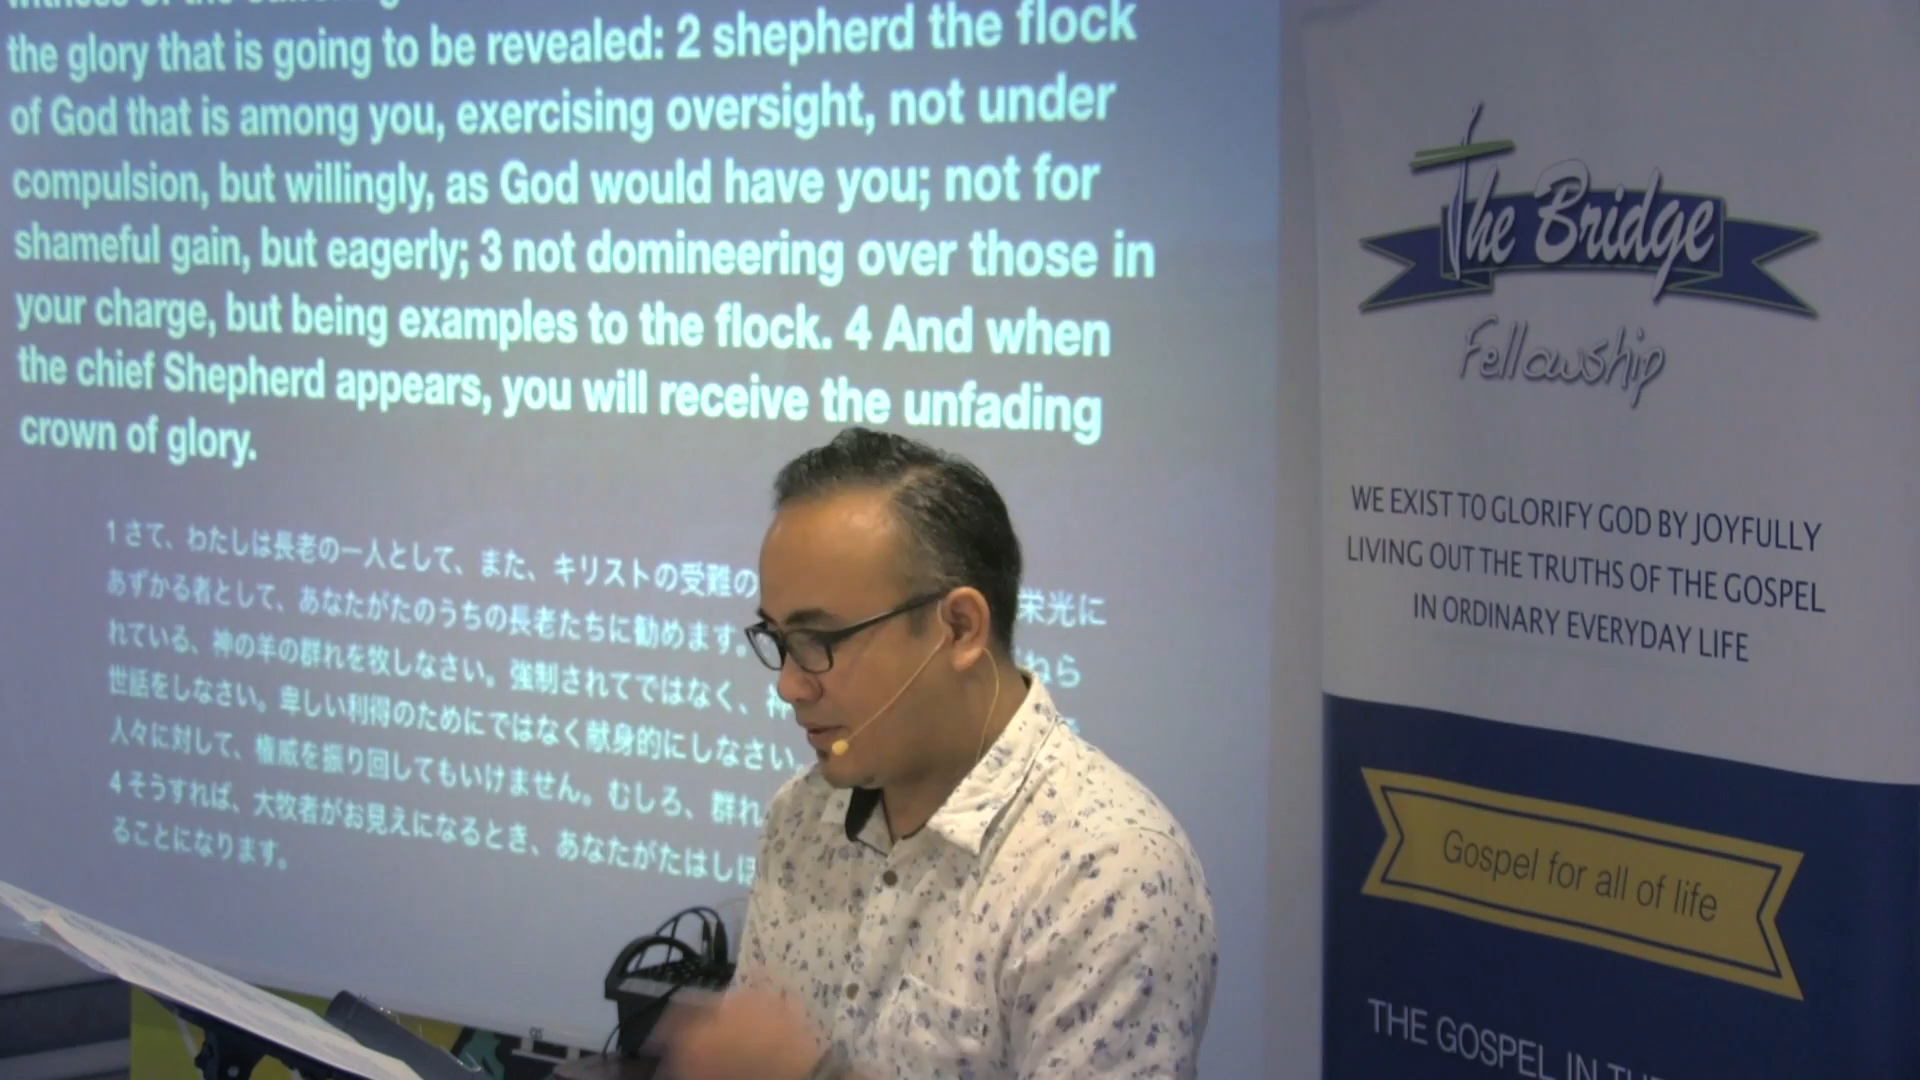 the glory that is going to be revealed: 2 shepherd the flock
of God that is among you, exercising oversight, not under
compulsion, but willingly, as God would have you; not for
shameful gain, but eagerly; 3 not domineering over those in
your charge, but being examples to the flock. 4 And when
the chief Shepherd appears, you will receive the unfading
crown of glory.
1 さて、わたしは長老の一人として、また、キリストの受難の
あずかる者として、あなたがたのうちの長老たちに勧めます。 栄光に
れている、神の羊の群れを牧しなさい。強制されてではなく、神 ねら
世話をしなさい。卑しい利得のためにではなく献身的にしなさい。
人々に対して、権威を振り回してもいけません。むしろ、群れ
4 そうすれば、大牧者がお見えになるとき、あなたがたはしぼ
ることになります。
The Bridge
Fellowship
WE EXIST TO GLORIFY GOD BY JOYFULLY
LIVING OUT THE TRUTHS OF THE GOSPEL
IN ORDINARY EVERYDAY LIFE
Gospel for all of life
THE GOSPEL IN